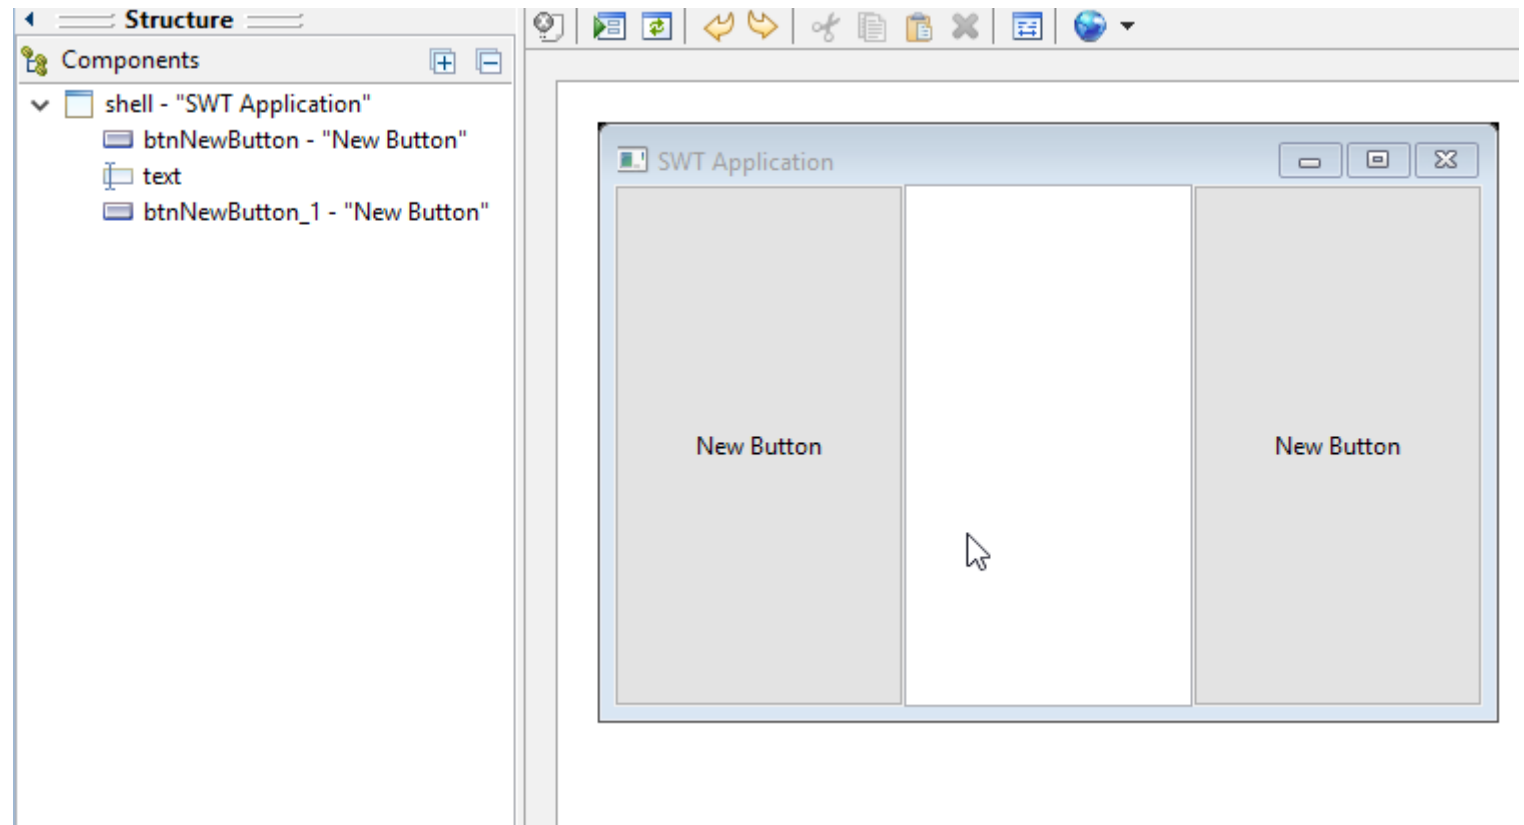 Structure
Components
shell - "SWT Application"
btnNewButton - "New Button"
text
btnNewButton_1 - "New Button"
SWT Application
New Button
New Button